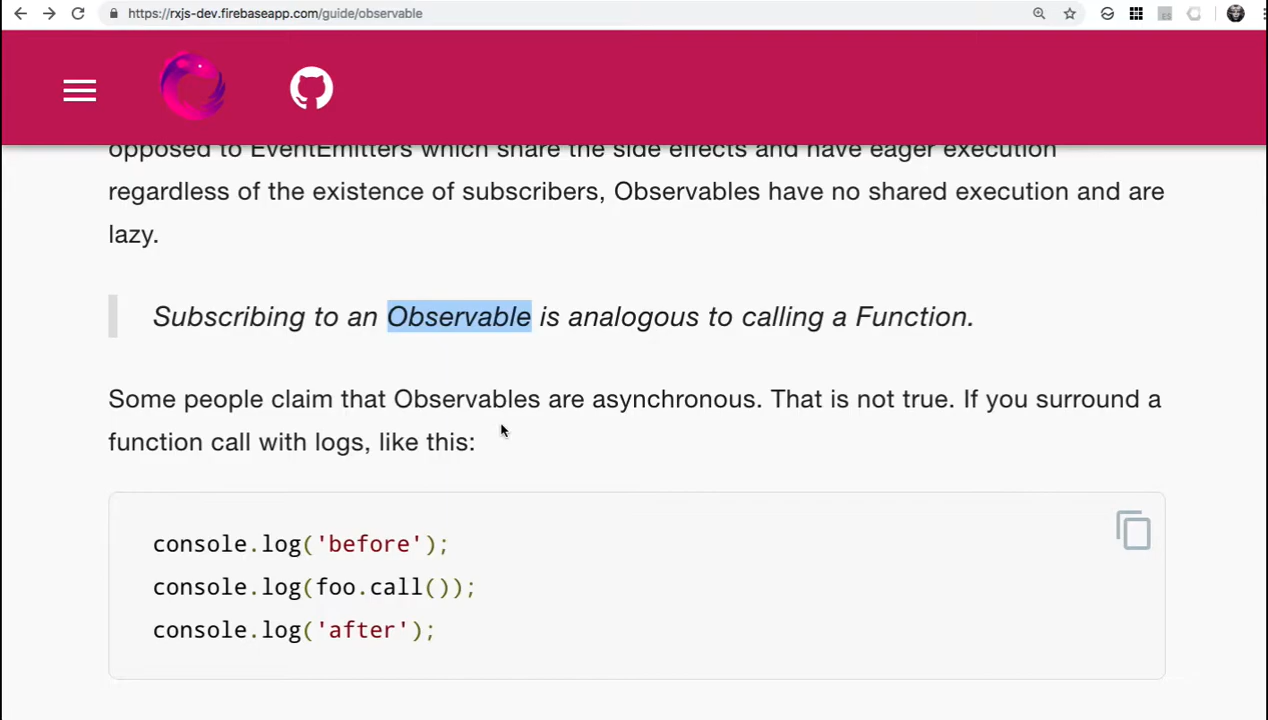 https://rxjs-dev.firebaseapp.com/guide/observable
opposed to EventEmitters which share the side effects and have eager execution
regardless of the existence of subscribers, Observables have no shared execution and are
lazy.
Subscribing to an Observable is analogous to calling a Function.
Some people claim that Observables are asynchronous. That is not true. If you surround a
function call with logs, like this:
console.log('before');
console.log(foo.call());
console.log('after');